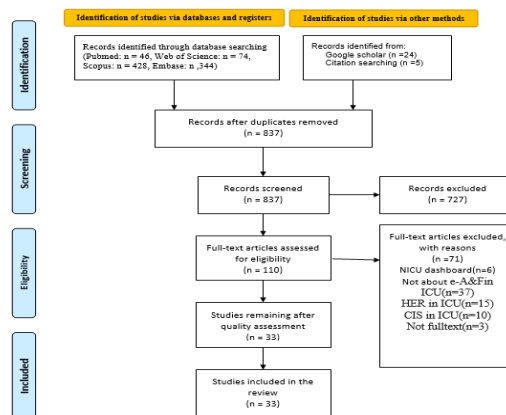 Identification of studies via databases and registers
Identification of studies via other methods
Identification
Records identified through database searching
(Pubmed: n = 46, Web of Science: n = 74,
Scopus: n = 428, Embase: n ,344)
Records identified from:
Google scholar (n =24)
Citation searching (n =5)
Records after duplicates removed
(n = 837)
Screening
Records screened
(n = 837)
Records excluded
(n = 727)
Eligibility
Full-text articles assessed
for eligibility
(n = 110)
Full-text articles excluded,
with reasons
(n =71)
NICU dashboard(n=6)
Not about e-A&Fin
ICU(n=37)
HER in ICU(n=15)
CIS in ICU(n=10)
Not fulltext(n=3)
Studies remaining after
quality assessment
(n = 33)
Included
Studies included in the
review
(n = 33)